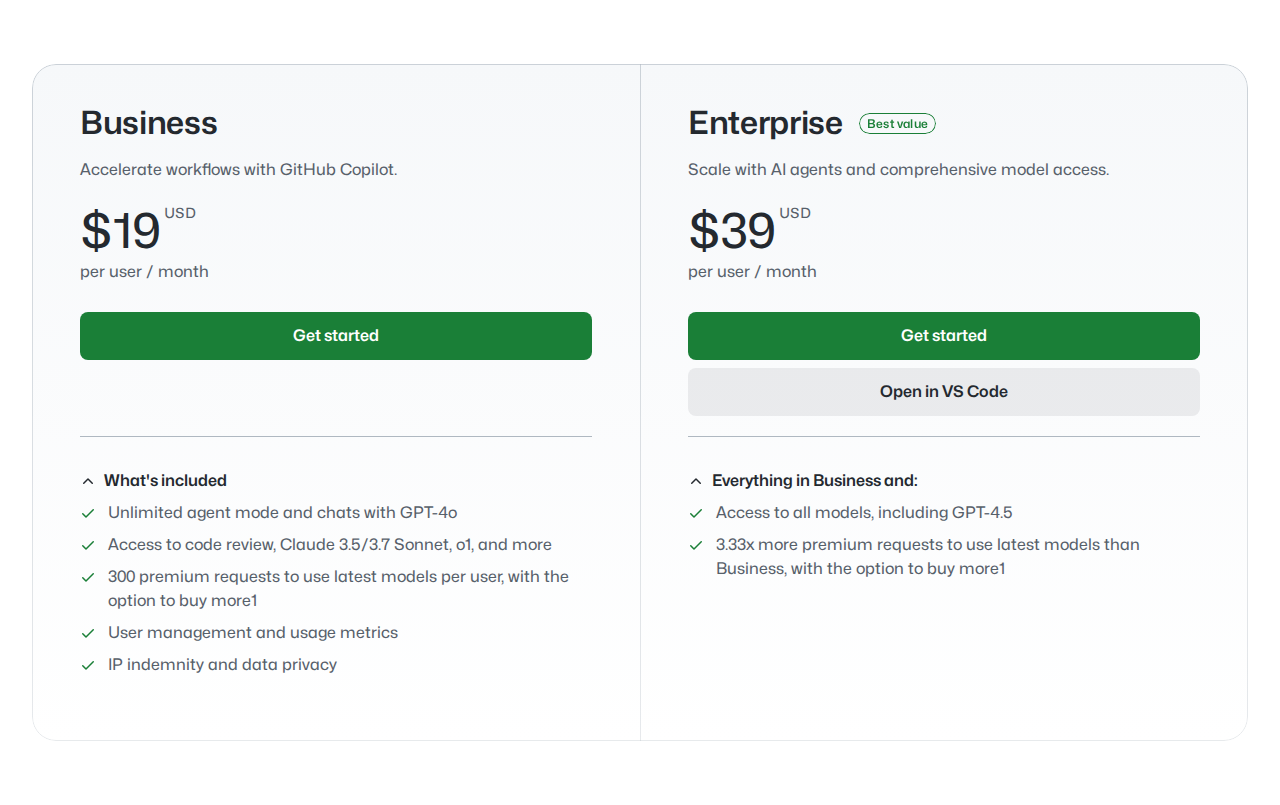 Business
Accelerate workflows with GitHub Copilot.
$19 USD
per user / month
Get started
What's included
Unlimited agent mode and chats with GPT-4o
Access to code review, Claude 3.5/3.7 Sonnet, o1, and more
300 premium requests to use latest models per user, with the
option to buy more1
User management and usage metrics
IP indemnity and data privacy
Enterprise Best value
Scale with AI agents and comprehensive model access.
$39 USD
per user / month
Get started
Open in VS Code
Everything in Business and:
Access to all models, including GPT-4.5
3.33x more premium requests to use latest models than
Business, with the option to buy more1